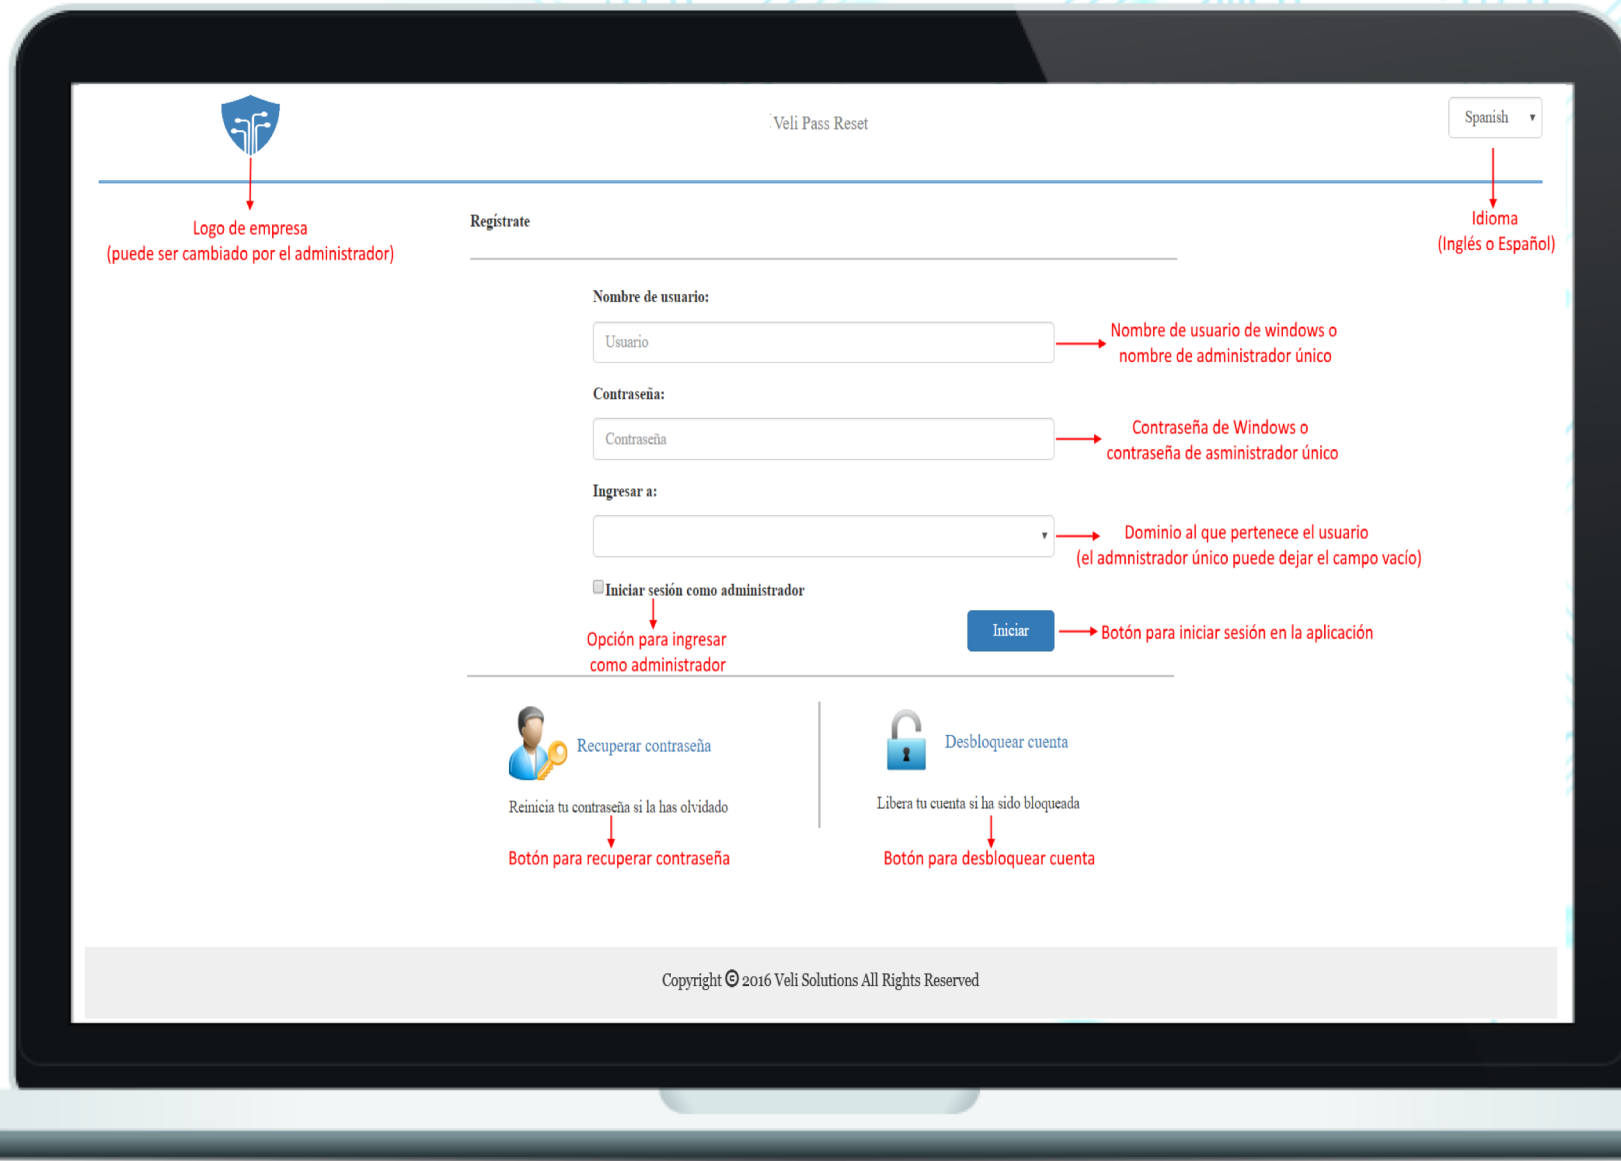 Veli Pass Reset
Spanish
Logo de empresa
(puede ser cambiado por el administrador)
Regístrate
Idioma
(Inglés o Español)
Nombre de usuario:
Usuario
Nombre de usuario de windows o
nombre de administrador único
Contraseña:
Contraseña
Contraseña de Windows o
contraseña de asministrador único
Ingresar a:
Dominio al que pertenece el usuario
(el admnistrador único puede dejar el campo vacío)
Iniciar sesión como administrador
Opción para ingresar
como administrador
Iniciar
Botón para iniciar sesión en la aplicación
Recuperar contraseña
Reinicia tu contraseña si la has olvidado
Botón para recuperar contraseña
Desbloquear cuenta
Libera tu cuenta si ha sido bloqueada
Botón para desbloquear cuenta
Copyright © 2016 Veli Solutions All Rights Reserved